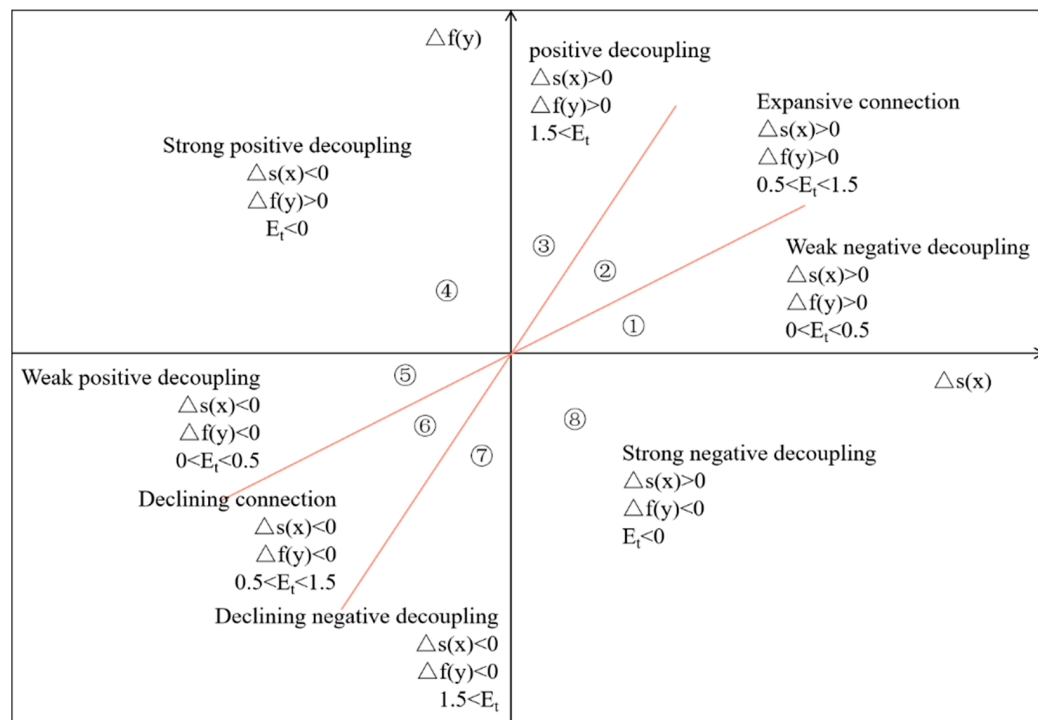 △f(y)
positive decoupling
△s(x)>0
△f(y)>0
1.5<Eₜ
Expansive connection
△s(x)>0
△f(y)>0
0.5<Eₜ<1.5
Strong positive decoupling
△s(x)<0
△f(y)>0
Eₜ<0
Weak negative decoupling
△s(x)>0
△f(y)>0
0<Eₜ<0.5
③
②
④
①
Weak positive decoupling
△s(x)<0
△f(y)<0
0<Eₜ<0.5
⑤
⑥
⑦
△s(x)
⑧
Strong negative decoupling
△s(x)>0
△f(y)<0
Eₜ<0
Declining connection
△s(x)<0
△f(y)<0
0.5<Eₜ<1.5
Declining negative decoupling
△s(x)<0
△f(y)<0
1.5<Eₜ